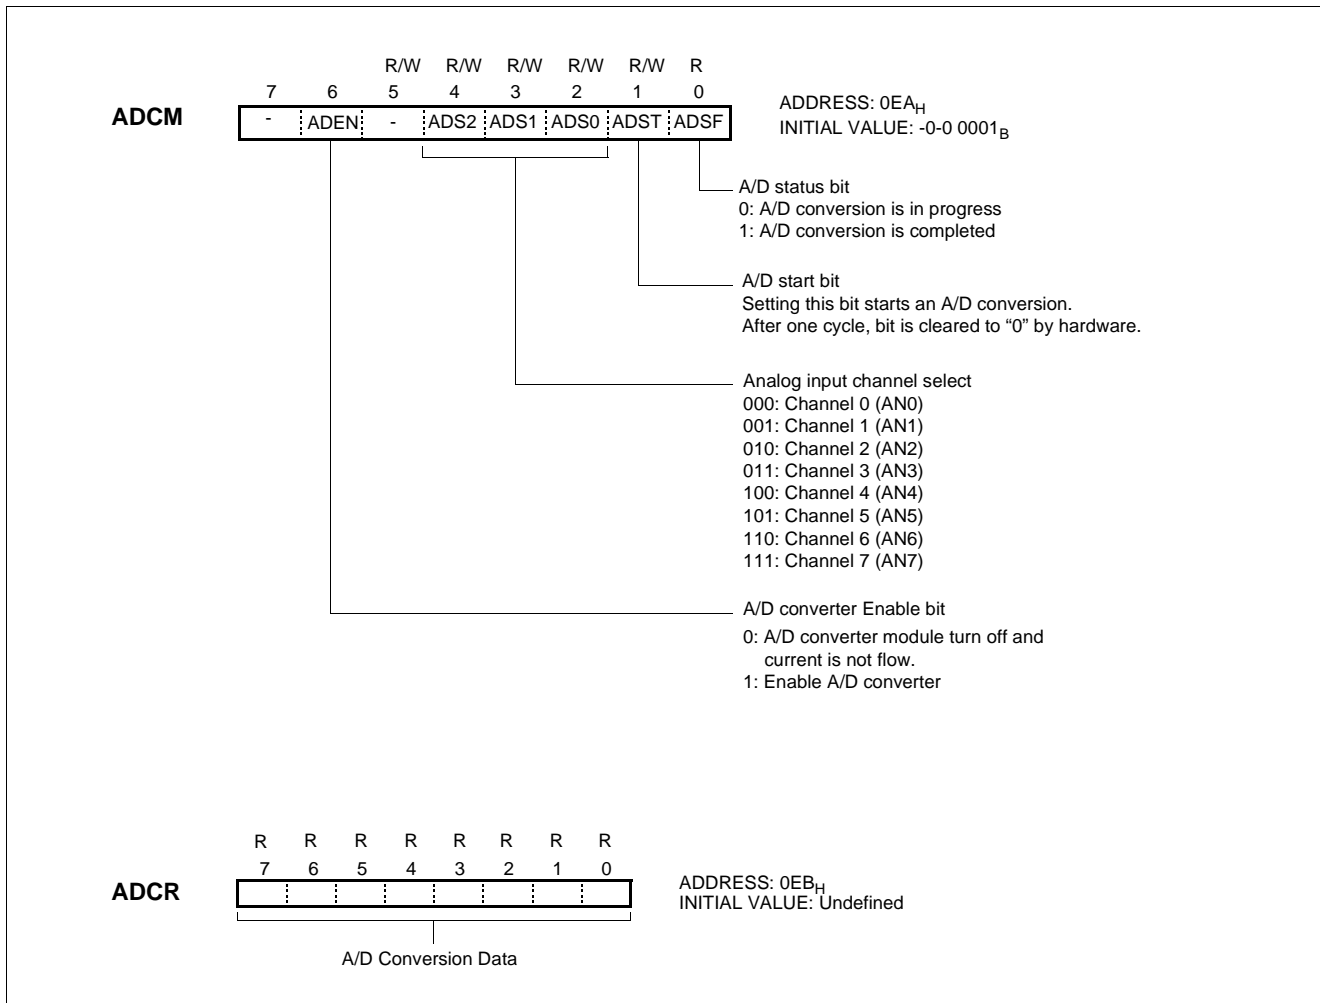 R/W R/W R/W R/W R/W R
7 6 5 4 3 2 1 0
ADCM - ADEN - ADS2 ADS1 ADS0 ADST ADSF
ADDRESS: 0EAH
INITIAL VALUE: -0-0 0001B
A/D status bit
0: A/D conversion is in progress
1: A/D conversion is completed
A/D start bit
Setting this bit starts an A/D conversion.
After one cycle, bit is cleared to “0” by hardware.
Analog input channel select
000: Channel 0 (AN0)
001: Channel 1 (AN1)
010: Channel 2 (AN2)
011: Channel 3 (AN3)
100: Channel 4 (AN4)
101: Channel 5 (AN5)
110: Channel 6 (AN6)
111: Channel 7 (AN7)
A/D converter Enable bit
0: A/D converter module turn off and
current is not flow.
1: Enable A/D converter
R R R R R R R R
7 6 5 4 3 2 1 0
ADCR
ADDRESS: 0EBH
INITIAL VALUE: Undefined
A/D Conversion Data